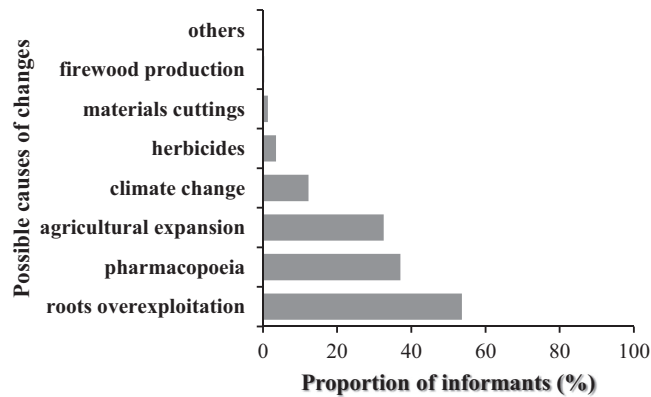 Possible causes of changes
others
firewood production
materials cuttings
herbicides
climate change
agricultural expansion
pharmacopoeia
roots overexploitation
0 20 40 60 80 100
Proportion of informants (%)